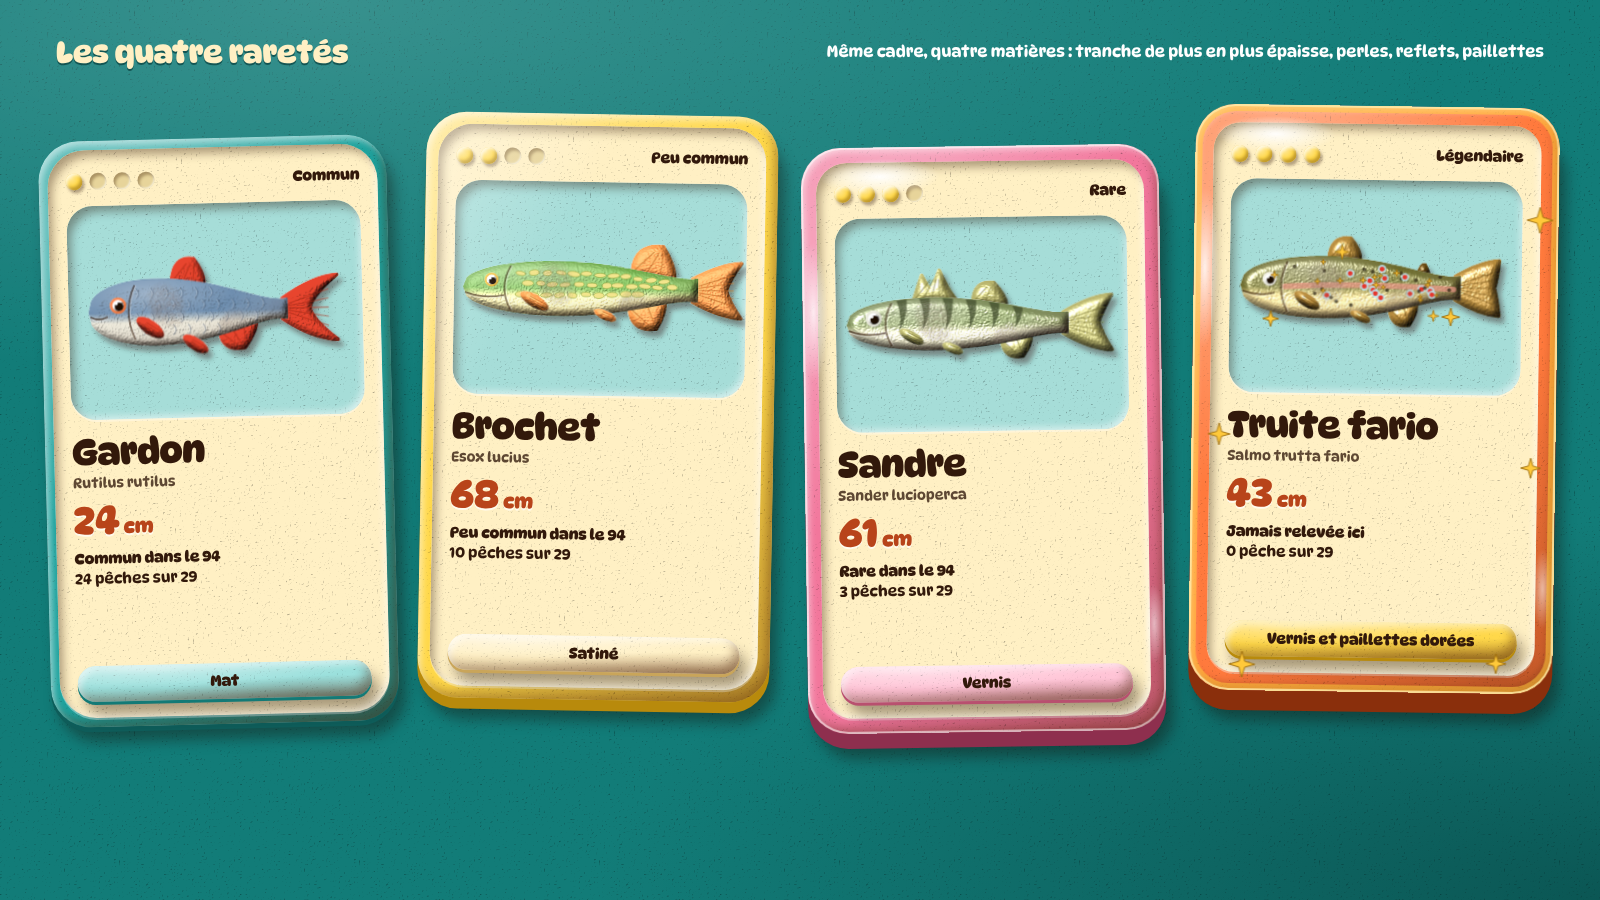 Les quatre raretés
Même cadre, quatre matières : tranche de plus en plus épaisse, perles, reflets, paillettes
Commun
Gardon
Rutilus rutilus
24 cm
Commun dans le 94
24 pêches sur 29
Mat
Peu commun
Brochet
Esox lucius
68 cm
Peu commun dans le 94
10 pêches sur 29
Satiné
Rare
Sandre
Sander lucioperca
61 cm
Rare dans le 94
3 pêches sur 29
Vernis
Légendaire
Truite fario
Salmo trutta fario
43 cm
Jamais relevée ici
0 pêche sur 29
Vernis et paillettes dorées